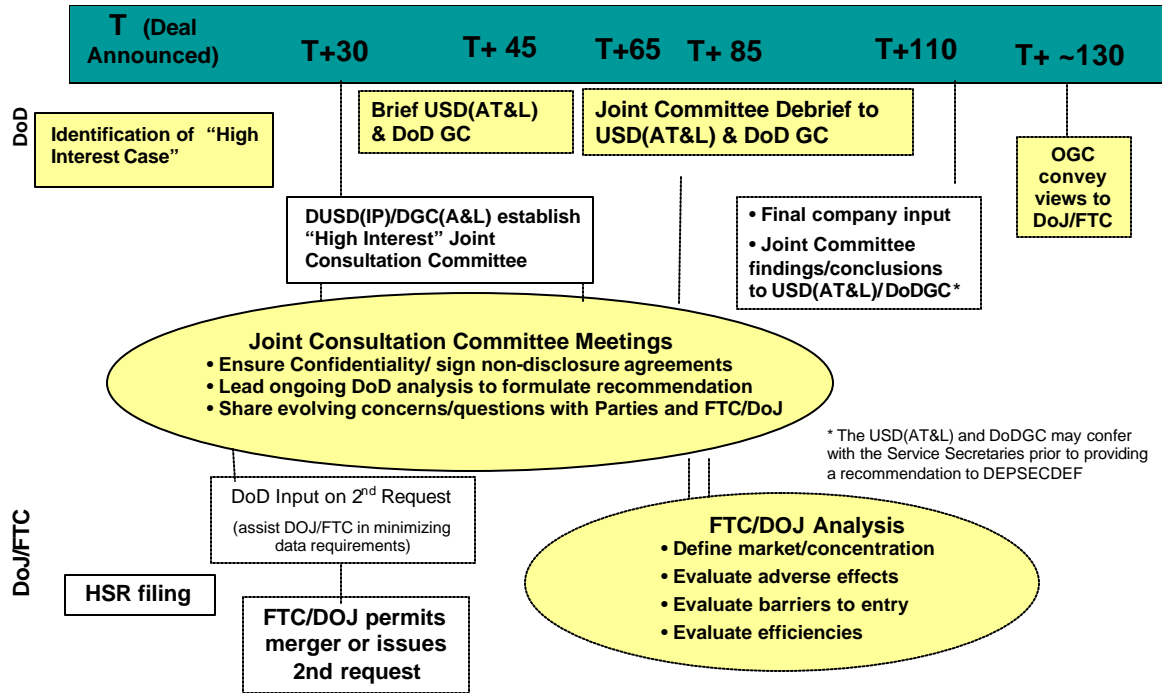 T (Deal
Announced)
T+30
T+ 45
T+65
T+ 85
T+110
T+ ~130
DoD
Identification of “High
Interest Case”
Brief USD(AT&L)
& DoD GC
Joint Committee Debrief to
USD(AT&L) & DoD GC
OGC
convey
views to
DoJ/FTC
DUSD(IP)/DGC(A&L) establish
“High Interest” Joint
Consultation Committee
• Final company input
• Joint Committee
findings/conclusions
to USD(AT&L)/DoDGC*
Joint Consultation Committee Meetings
• Ensure Confidentiality/ sign non-disclosure agreements
• Lead ongoing DoD analysis to formulate recommendation
• Share evolving concerns/questions with Parties and FTC/DoJ
* The USD(AT&L) and DoDGC may confer
with the Service Secretaries prior to providing
a recommendation to DEPSECDEF
DoJ/FTC
DoD Input on 2nd Request
(assist DOJ/FTC in minimizing
data requirements)
HSR filing
FTC/DOJ permits
merger or issues
2nd request
FTC/DOJ Analysis
• Define market/concentration
• Evaluate adverse effects
• Evaluate barriers to entry
• Evaluate efficiencies